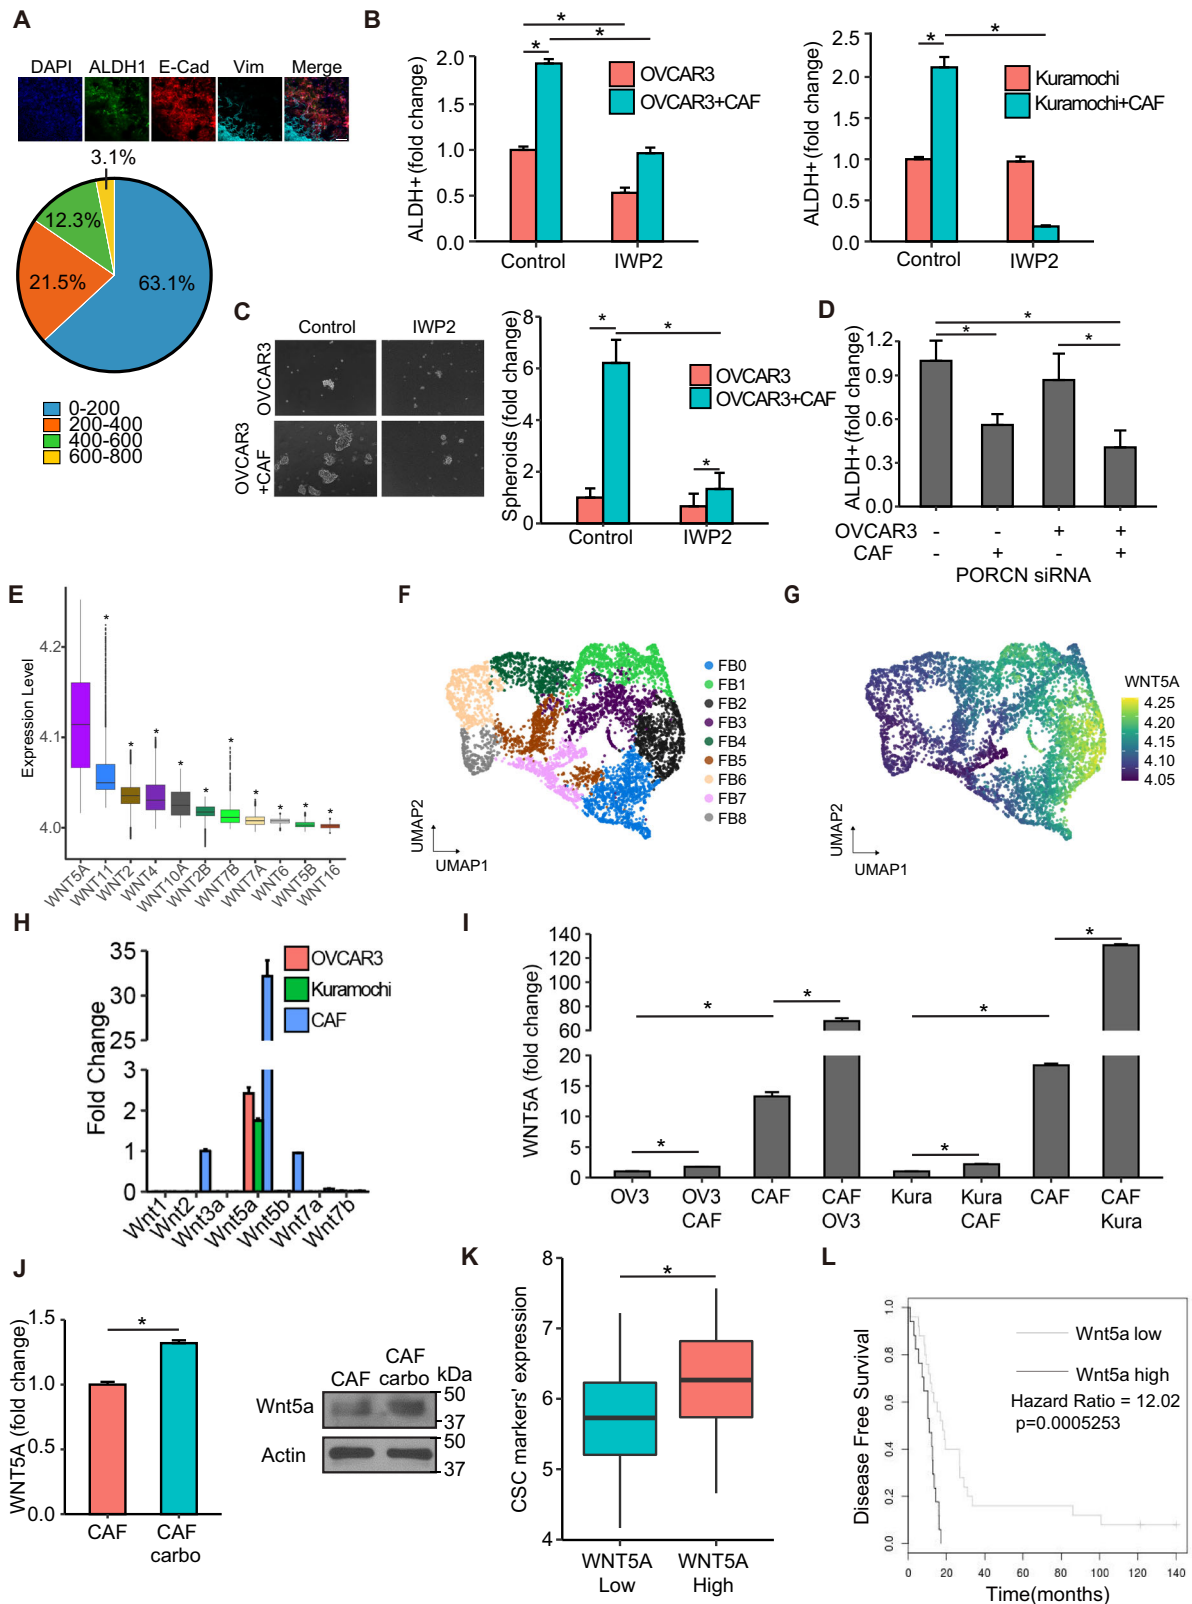 A
DAPI ALDH1 E-Cad Vim Merge
3.1%
12.3%
21.5%
63.1%
0-200
200-400
400-600
600-800
B
ALDH+ (fold change)
2.0
1.5
1.0
0.5
0.0
* * *
OVCAR3
OVCAR3+CAF
Control IWP2
ALDH+ (fold change)
2.5
2.0
1.5
1.0
0.5
0.0
* *
Kuramochi
Kuramochi+CAF
Control IWP2
C
Control IWP2
OVCAR3
OVCAR3
+CAF
Spheroids (fold change)
8
6
4
2
0
* * *
OVCAR3
OVCAR3+CAF
Control IWP2
D
ALDH+ (fold change)
1.2
0.9
0.6
0.3
0.0
* * *
OVCAR3 - - + +
CAF - + - +
PORCN siRNA
E
Expression Level
4.2
4.1
4.0
* * * * * * * * * *
WNT5A WNT11 WNT2 WNT4 WNT10A WNT2B WNT7B WNT7A WNT6 WNT5B WNT16
F
FB0
FB1
FB2
FB3
FB4
FB5
FB6
FB7
FB8
UMAP2
UMAP1
G
WNT5A
4.25
4.20
4.15
4.10
4.05
UMAP2
UMAP1
H
Fold Change
35
30
25
3
2
1
0
OVCAR3
Kuramochi
CAF
Wnt1 Wnt2 Wnt3a Wnt5a Wnt5b Wnt7a Wnt7b
I
WNT5A (fold change)
140
120
100
80
60
20
15
10
5
0
* * * * * *
OV3 OV3 CAF CAF Kura Kura CAF CAF
CAF OV3 CAF Kura
J
WNT5A (fold change)
1.5
1.0
0.5
0.0
*
CAF CAF
carbo
CAF CAF
carbo
kDa
Wnt5a
50
37
Actin
50
37
K
CSC markers' expression
8
7
6
5
4
*
WNT5A WNT5A
Low High
L
Disease Free Survival
1.0
0.8
0.6
0.4
0.2
0.0
Wnt5a low
Wnt5a high
Hazard Ratio = 12.02
p=0.0005253
0 20 40 60 80 100 120 140
Time(months)